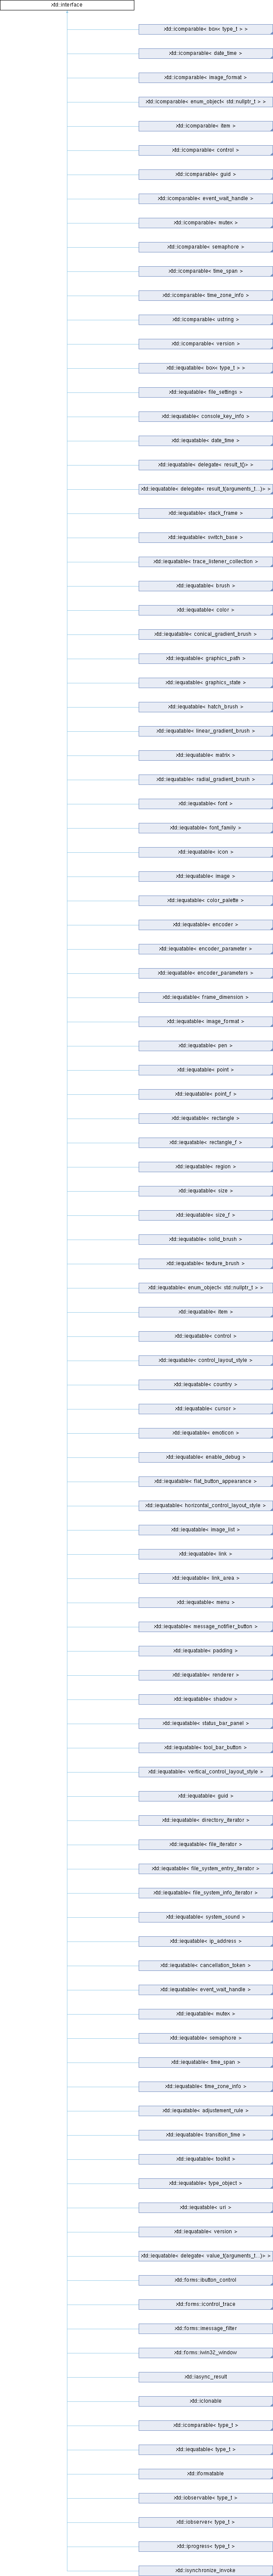 xtd::interface
xtd::icomparable< box< type_t > >
xtd::icomparable< date_time >
xtd::icomparable< image_format >
xtd::icomparable< enum_object< std::nullptr_t > >
xtd::icomparable< item >
xtd::icomparable< control >
xtd::icomparable< guid >
xtd::icomparable< event_wait_handle >
xtd::icomparable< mutex >
xtd::icomparable< semaphore >
xtd::icomparable< time_span >
xtd::icomparable< time_zone_info >
xtd::icomparable< ustring >
xtd::icomparable< version >
xtd::iequatable< box< type_t > >
xtd::iequatable< file_settings >
xtd::iequatable< console_key_info >
xtd::iequatable< date_time >
xtd::iequatable< delegate< result_t()> >
xtd::iequatable< delegate< result_t(arguments_t...)> >
xtd::iequatable< stack_frame >
xtd::iequatable< switch_base >
xtd::iequatable< trace_listener_collection >
xtd::iequatable< brush >
xtd::iequatable< color >
xtd::iequatable< conical_gradient_brush >
xtd::iequatable< graphics_path >
xtd::iequatable< graphics_state >
xtd::iequatable< hatch_brush >
xtd::iequatable< linear_gradient_brush >
xtd::iequatable< matrix >
xtd::iequatable< radial_gradient_brush >
xtd::iequatable< font >
xtd::iequatable< font_family >
xtd::iequatable< icon >
xtd::iequatable< image >
xtd::iequatable< color_palette >
xtd::iequatable< encoder >
xtd::iequatable< encoder_parameter >
xtd::iequatable< encoder_parameters >
xtd::iequatable< frame_dimension >
xtd::iequatable< image_format >
xtd::iequatable< pen >
xtd::iequatable< point >
xtd::iequatable< point_f >
xtd::iequatable< rectangle >
xtd::iequatable< rectangle_f >
xtd::iequatable< region >
xtd::iequatable< size >
xtd::iequatable< size_f >
xtd::iequatable< solid_brush >
xtd::iequatable< texture_brush >
xtd::iequatable< enum_object< std::nullptr_t > >
xtd::iequatable< item >
xtd::iequatable< control >
xtd::iequatable< control_layout_style >
xtd::iequatable< country >
xtd::iequatable< cursor >
xtd::iequatable< emoticon >
xtd::iequatable< enable_debug >
xtd::iequatable< flat_button_appearance >
xtd::iequatable< horizontal_control_layout_style >
xtd::iequatable< image_list >
xtd::iequatable< link >
xtd::iequatable< link_area >
xtd::iequatable< menu >
xtd::iequatable< message_notifier_button >
xtd::iequatable< padding >
xtd::iequatable< renderer >
xtd::iequatable< shadow >
xtd::iequatable< status_bar_panel >
xtd::iequatable< tool_bar_button >
xtd::iequatable< vertical_control_layout_style >
xtd::iequatable< guid >
xtd::iequatable< directory_iterator >
xtd::iequatable< file_iterator >
xtd::iequatable< file_system_entry_iterator >
xtd::iequatable< file_system_info_iterator >
xtd::iequatable< system_sound >
xtd::iequatable< ip_address >
xtd::iequatable< cancellation_token >
xtd::iequatable< event_wait_handle >
xtd::iequatable< mutex >
xtd::iequatable< semaphore >
xtd::iequatable< time_span >
xtd::iequatable< time_zone_info >
xtd::iequatable< adjustement_rule >
xtd::iequatable< transition_time >
xtd::iequatable< toolkit >
xtd::iequatable< type_object >
xtd::iequatable< uri >
xtd::iequatable< version >
xtd::iequatable< delegate< value_t(arguments_t...)> >
xtd::forms::ibutton_control
xtd::forms::icontrol_trace
xtd::forms::imessage_filter
xtd::forms::iwin32_window
xtd::iasync_result
xtd::iclonable
xtd::icomparable< type_t >
xtd::iequatable< type_t >
xtd::iformatable
xtd::iobservable< type_t >
xtd::iobserver< type_t >
xtd::iprogress< type_t >
xtd::isynchronize_invoke